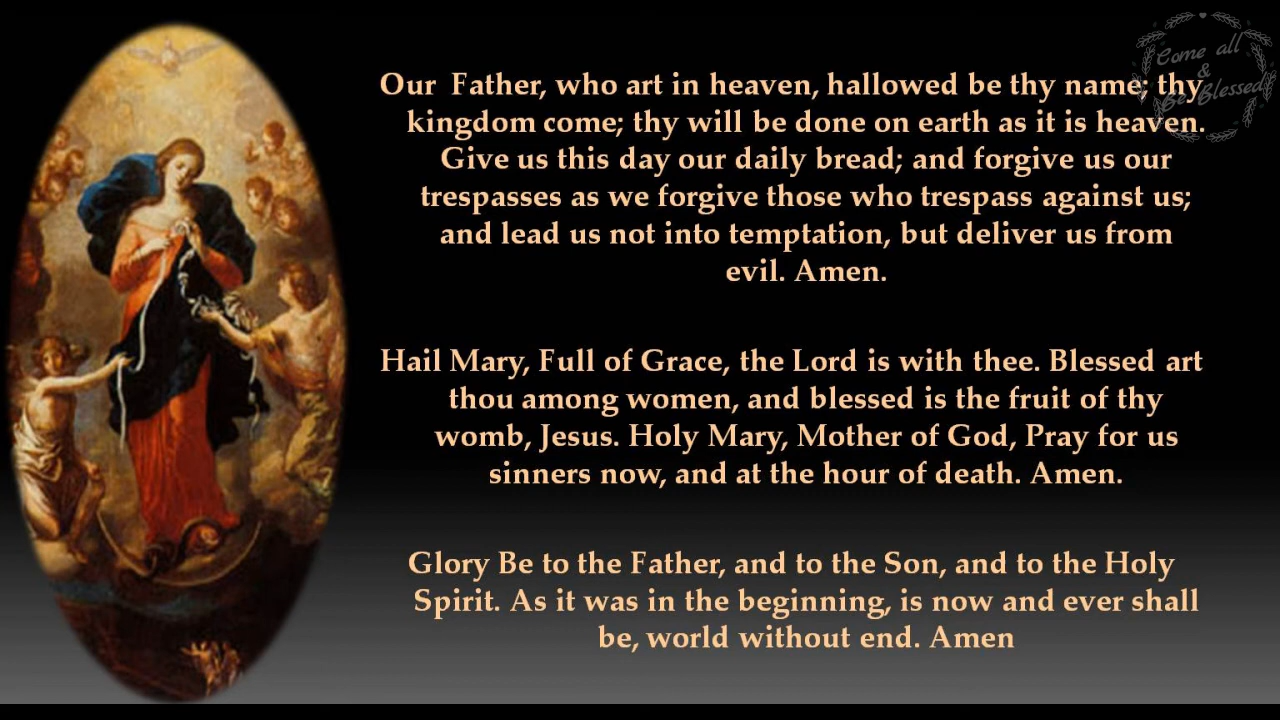 Come all
&
Be Blessed
Our Father, who art in heaven, hallowed be thy name; thy
kingdom come; thy will be done on earth as it is heaven.
Give us this day our daily bread; and forgive us our
trespasses as we forgive those who trespass against us;
and lead us not into temptation, but deliver us from
evil. Amen.
Hail Mary, Full of Grace, the Lord is with thee. Blessed art
thou among women, and blessed is the fruit of thy
womb, Jesus. Holy Mary, Mother of God, Pray for us
sinners now, and at the hour of death. Amen.
Glory Be to the Father, and to the Son, and to the Holy
Spirit. As it was in the beginning, is now and ever shall
be, world without end. Amen